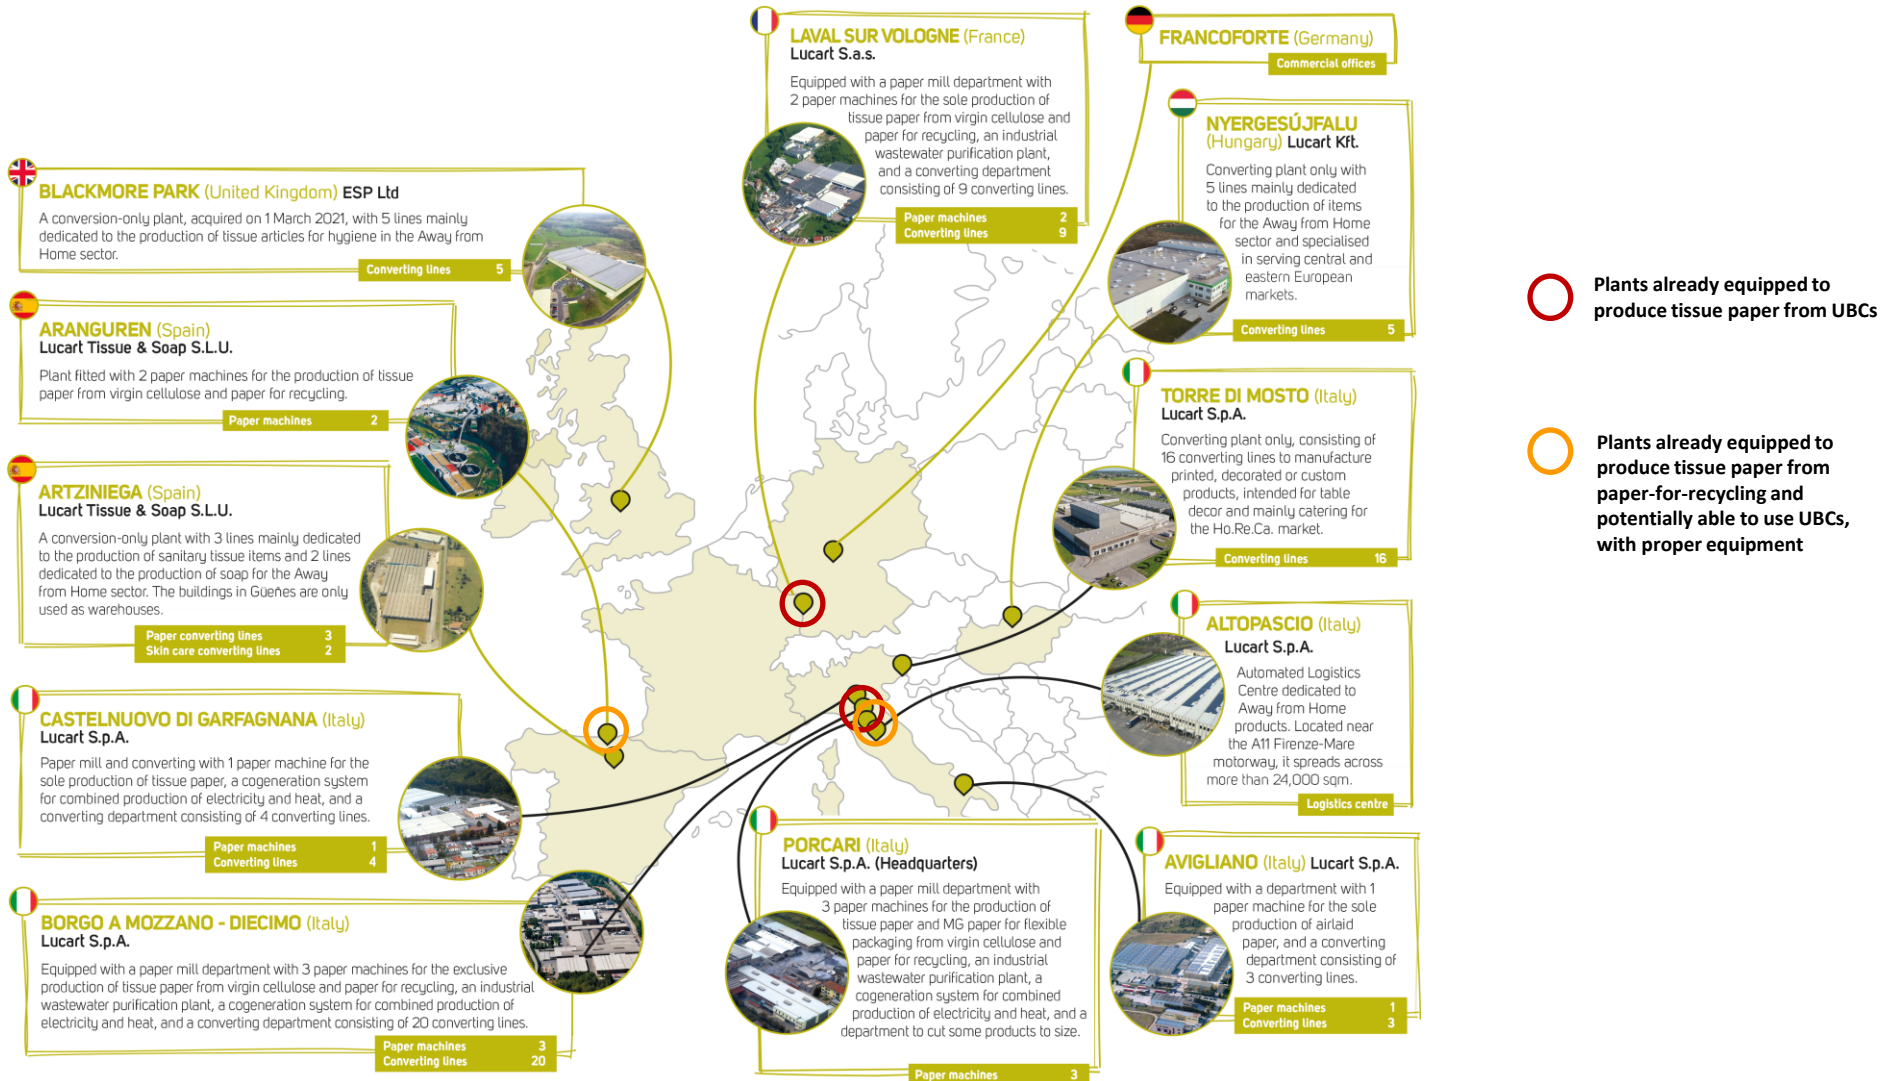 LAVAL SUR VOLOGNE (France)
Lucart S.a.s.
Equipped with a paper mill department with
2 paper machines for the sole production of
tissue paper from virgin cellulose and
paper for recycling, an industrial
wastewater purification plant,
and a converting department
consisting of 9 converting lines.
Paper machines 2
Converting lines 9
FRANCOFORTE (Germany)
Commercial offices
NYERGESÚJFALU
(Hungary) Lucart Kft.
Converting plant only with
5 lines mainly dedicated
to the production of items
for the Away from Home
sector and specialised
in serving central and
eastern European
markets.
Converting lines 5
BLACKMORE PARK (United Kingdom) ESP Ltd
A conversion-only plant, acquired on 1 March 2021, with 5 lines mainly
dedicated to the production of tissue articles for hygiene in the Away from
Home sector.
Converting lines 5
ARANGUREN (Spain)
Lucart Tissue & Soap S.L.U.
Plant fitted with 2 paper machines for the production of tissue
paper from virgin cellulose and paper for recycling.
Paper machines 2
ARTZINIEGA (Spain)
Lucart Tissue & Soap S.L.U.
A conversion-only plant with 3 lines mainly dedicated
to the production of sanitary tissue items and 2 lines
dedicated to the production of soap for the Away
from Home sector. The buildings in Güeñes are only
used as warehouses.
Paper converting lines 3
Skin care converting lines 2
CASTELNUOVO DI GARFAGNANA (Italy)
Lucart S.p.A.
Paper mill and converting with 1 paper machine for the
sole production of tissue paper, a cogeneration system
for combined production of electricity and heat, and a
converting department consisting of 4 converting lines.
Paper machines 1
Converting lines 4
BORGO A MOZZANO - DIECIMO (Italy)
Lucart S.p.A.
Equipped with a paper mill department with 3 paper machines for the exclusive
production of tissue paper from virgin cellulose and paper for recycling, an industrial
wastewater purification plant, a cogeneration system for combined production of
electricity and heat, and a converting department consisting of 20 converting lines.
Paper machines 3
Converting lines 20
TORRE DI MOSTO (Italy)
Lucart S.p.A.
Converting plant only, consisting of
16 converting lines to manufacture
printed, decorated or custom
products, intended for table
decor and mainly catering for
the Ho.Re.Ca. market.
Converting lines 16
ALTOPASCIO (Italy)
Lucart S.p.A.
Automated Logistics
Centre dedicated to
Away from Home
products. Located near
the A11 Firenze-Mare
motorway, it spreads across
more than 24,000 sqm.
Logistics centre
PORCARI (Italy)
Lucart S.p.A. (Headquarters)
Equipped with a paper mill department with
3 paper machines for the production of
tissue paper and MG paper for flexible
packaging from virgin cellulose and
paper for recycling, an industrial
wastewater purification plant, a
cogeneration system for combined
production of electricity and heat, and a
department to cut some products to size.
Paper machines 3
AVIGLIANO (Italy) Lucart S.p.A.
Equipped with a department with 1
paper machine for the sole
production of airlaid
paper, and a converting
department consisting of
3 converting lines.
Paper machines 1
Converting lines 3
Plants already equipped to
produce tissue paper from UBCs
Plants already equipped to
produce tissue paper from
paper-for-recycling and
potentially able to use UBCs,
with proper equipment